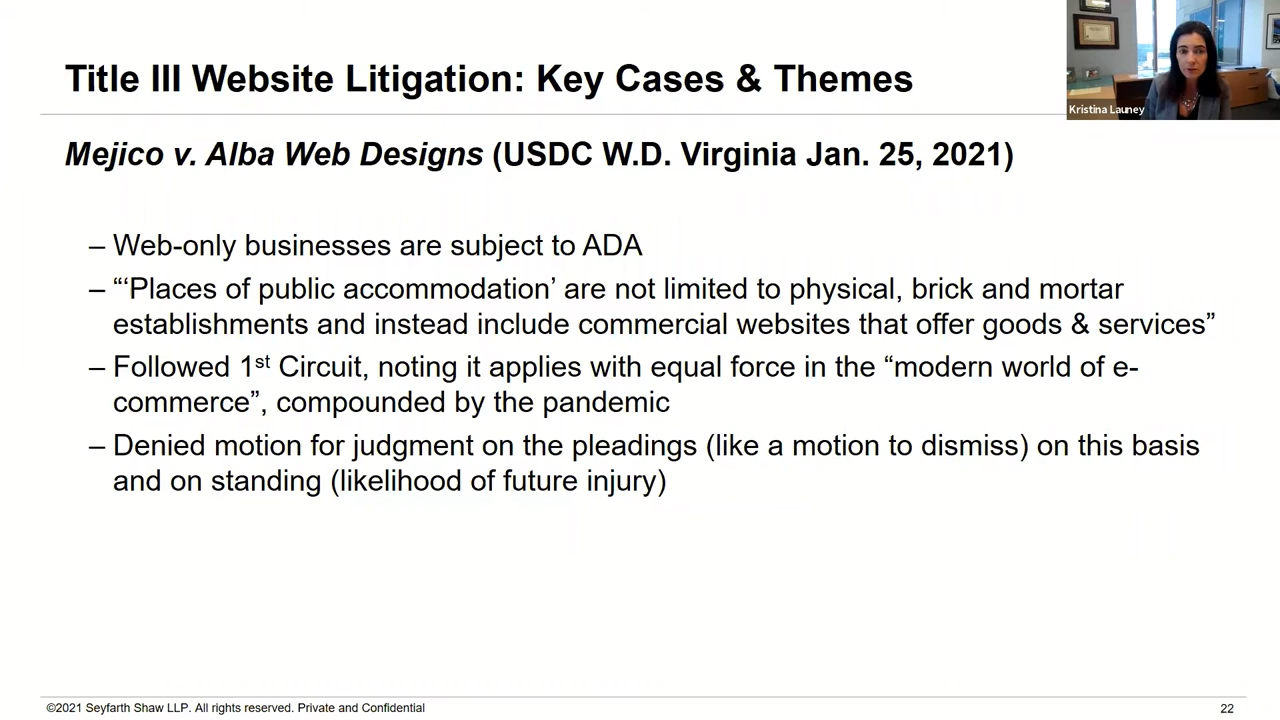 Title III Website Litigation: Key Cases & Themes
Kristina Launey
Mejico v. Alba Web Designs (USDC W.D. Virginia Jan. 25, 2021)
– Web-only businesses are subject to ADA
– “‘Places of public accommodation’ are not limited to physical, brick and mortar
establishments and instead include commercial websites that offer goods & services”
– Followed 1st Circuit, noting it applies with equal force in the “modern world of e-
commerce”, compounded by the pandemic
– Denied motion for judgment on the pleadings (like a motion to dismiss) on this basis
and on standing (likelihood of future injury)
©2021 Seyfarth Shaw LLP. All rights reserved. Private and Confidential
22